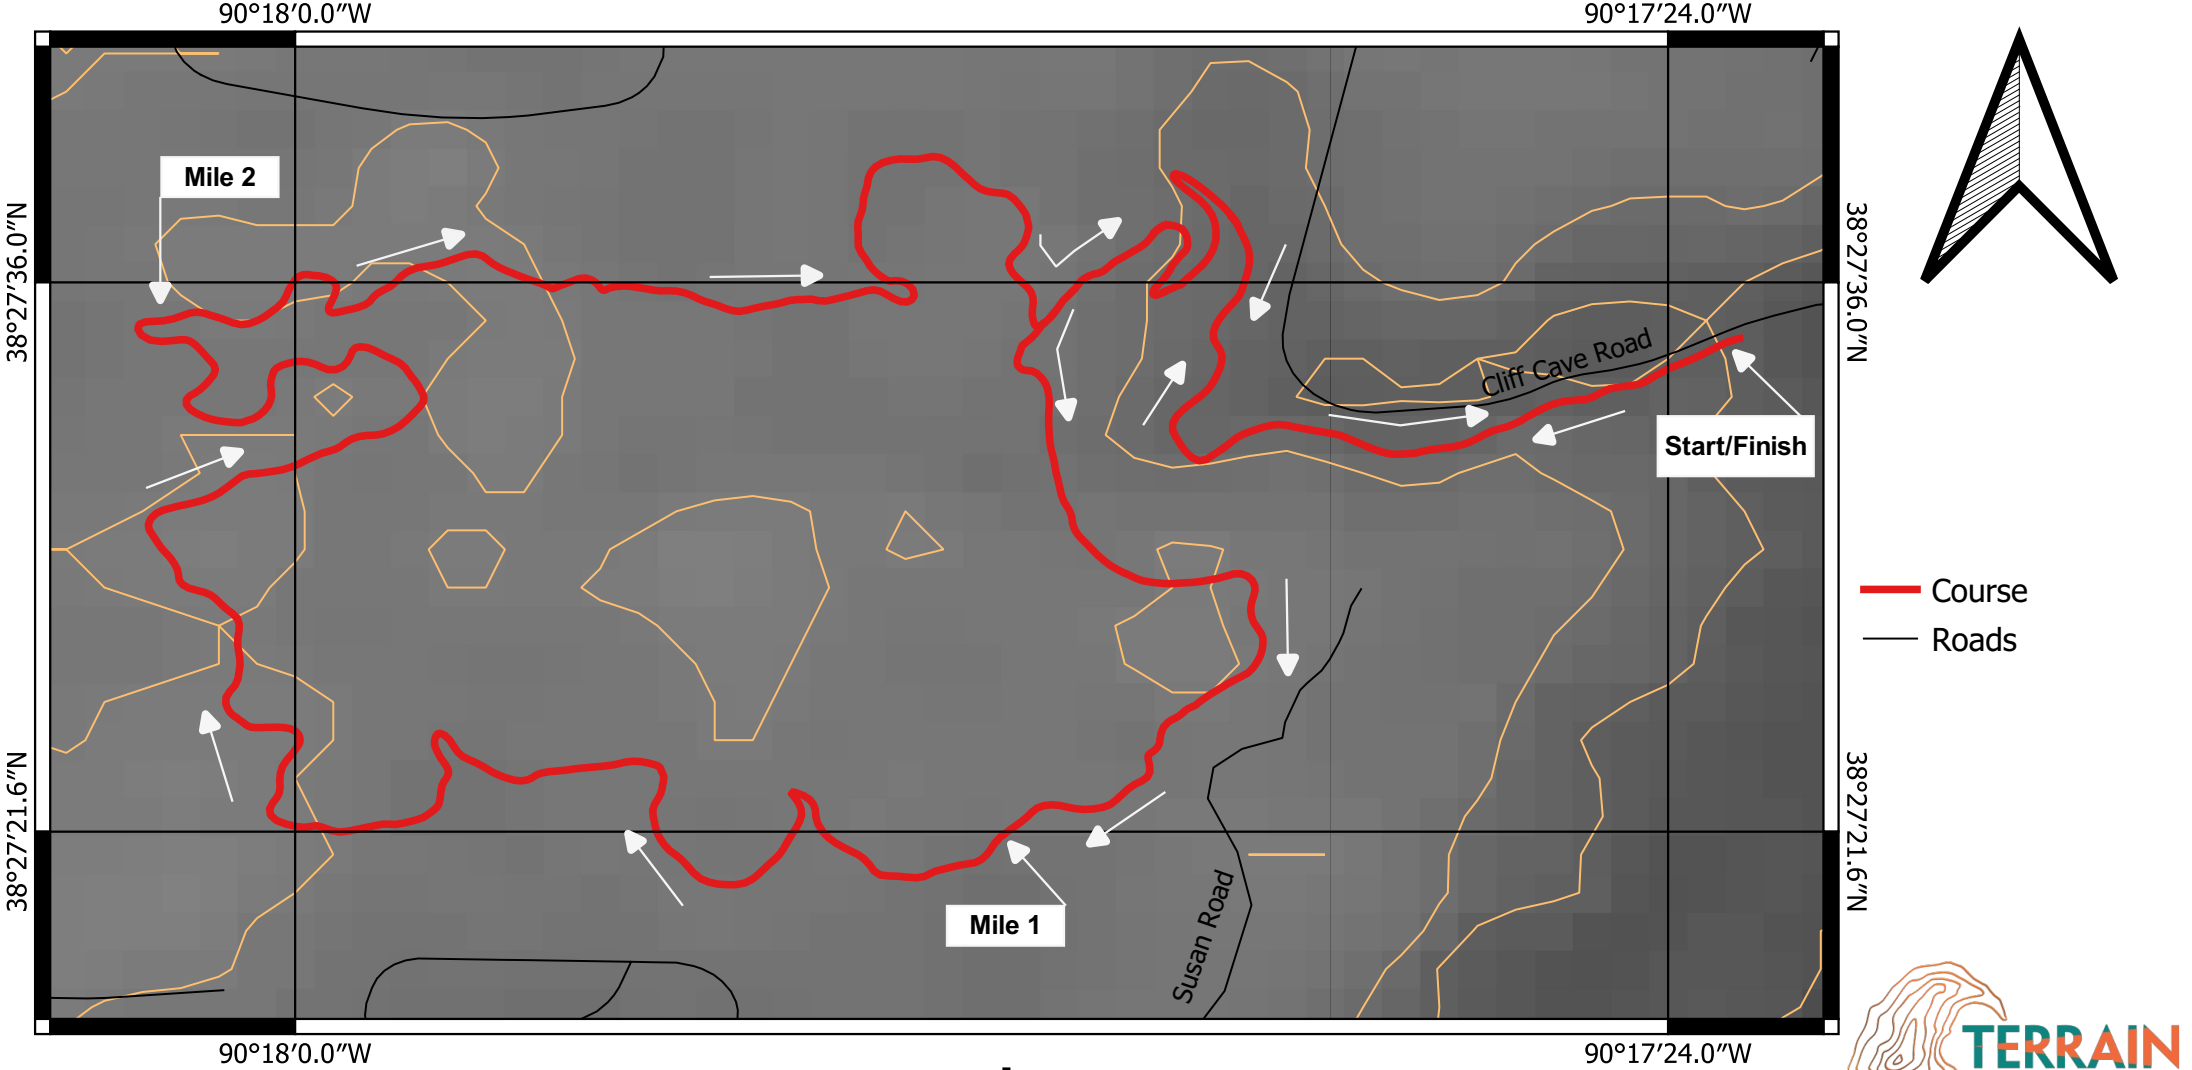 90°18′0.0″W
90°17′24.0″W
Mile 2
38°27′36.0″N
38°27′36.0″N
Cliff Cave Road
Start/Finish
Course
Roads
38°27′21.6″N
38°27′21.6″N
Mile 1
Susan Road
TERRAIN
90°18′0.0″W
90°17′24.0″W